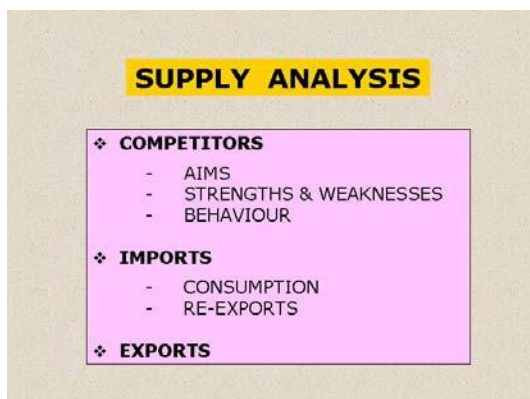 SUPPLY ANALYSIS
❖ COMPETITORS
- AIMS
- STRENGTHS & WEAKNESSES
- BEHAVIOUR
❖ IMPORTS
- CONSUMPTION
- RE-EXPORTS
❖ EXPORTS